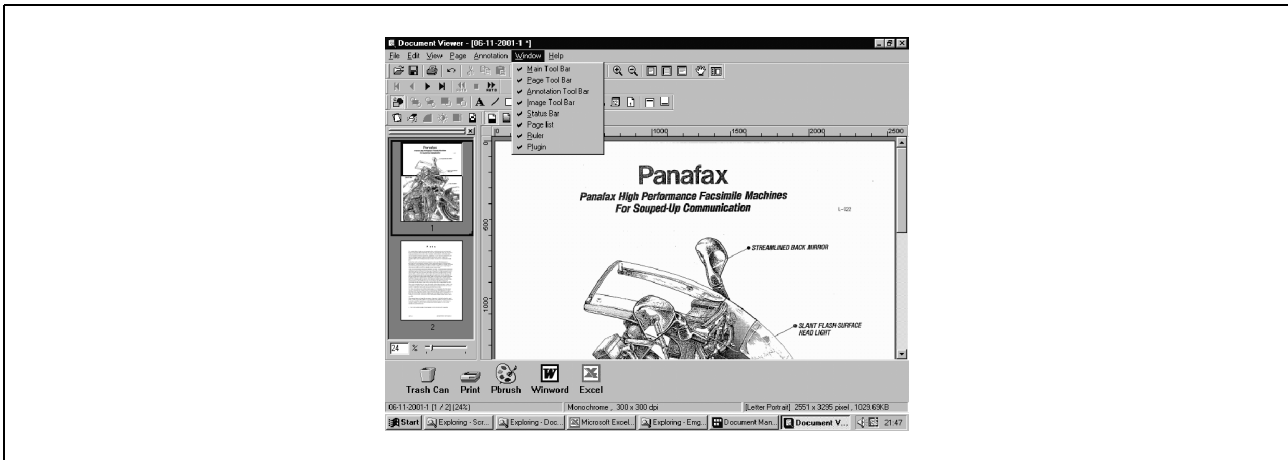 Document Viewer - [06-11-2001-1 *]
File Edit View Page Annotation Window Help
Main Tool Bar
Page Tool Bar
Annotation Tool Bar
Image Tool Bar
Status Bar
Page list
Ruler
Plugin
0 1000 1500 2000 2500
0
600
1000
Panafax
Panafax High Performance Facsimile Machines
For Souped-Up Communication
STREAMLINED BACK MIRROR
SLANT FLASH-SURFACE
HEAD LIGHT
1
2
24 %
Trash Can Print Pbrush Winword Excel
06-11-2001-1 [1 / 2] (24%) Monochrome , 300 x 300 dpi [Letter Portrait] 2551 x 3295 pixel , 1029.69KB
Start Exploring - Scr... Exploring - Doc... Microsoft Excel... Exploring - Emg... Document Man... Document V... 21:47